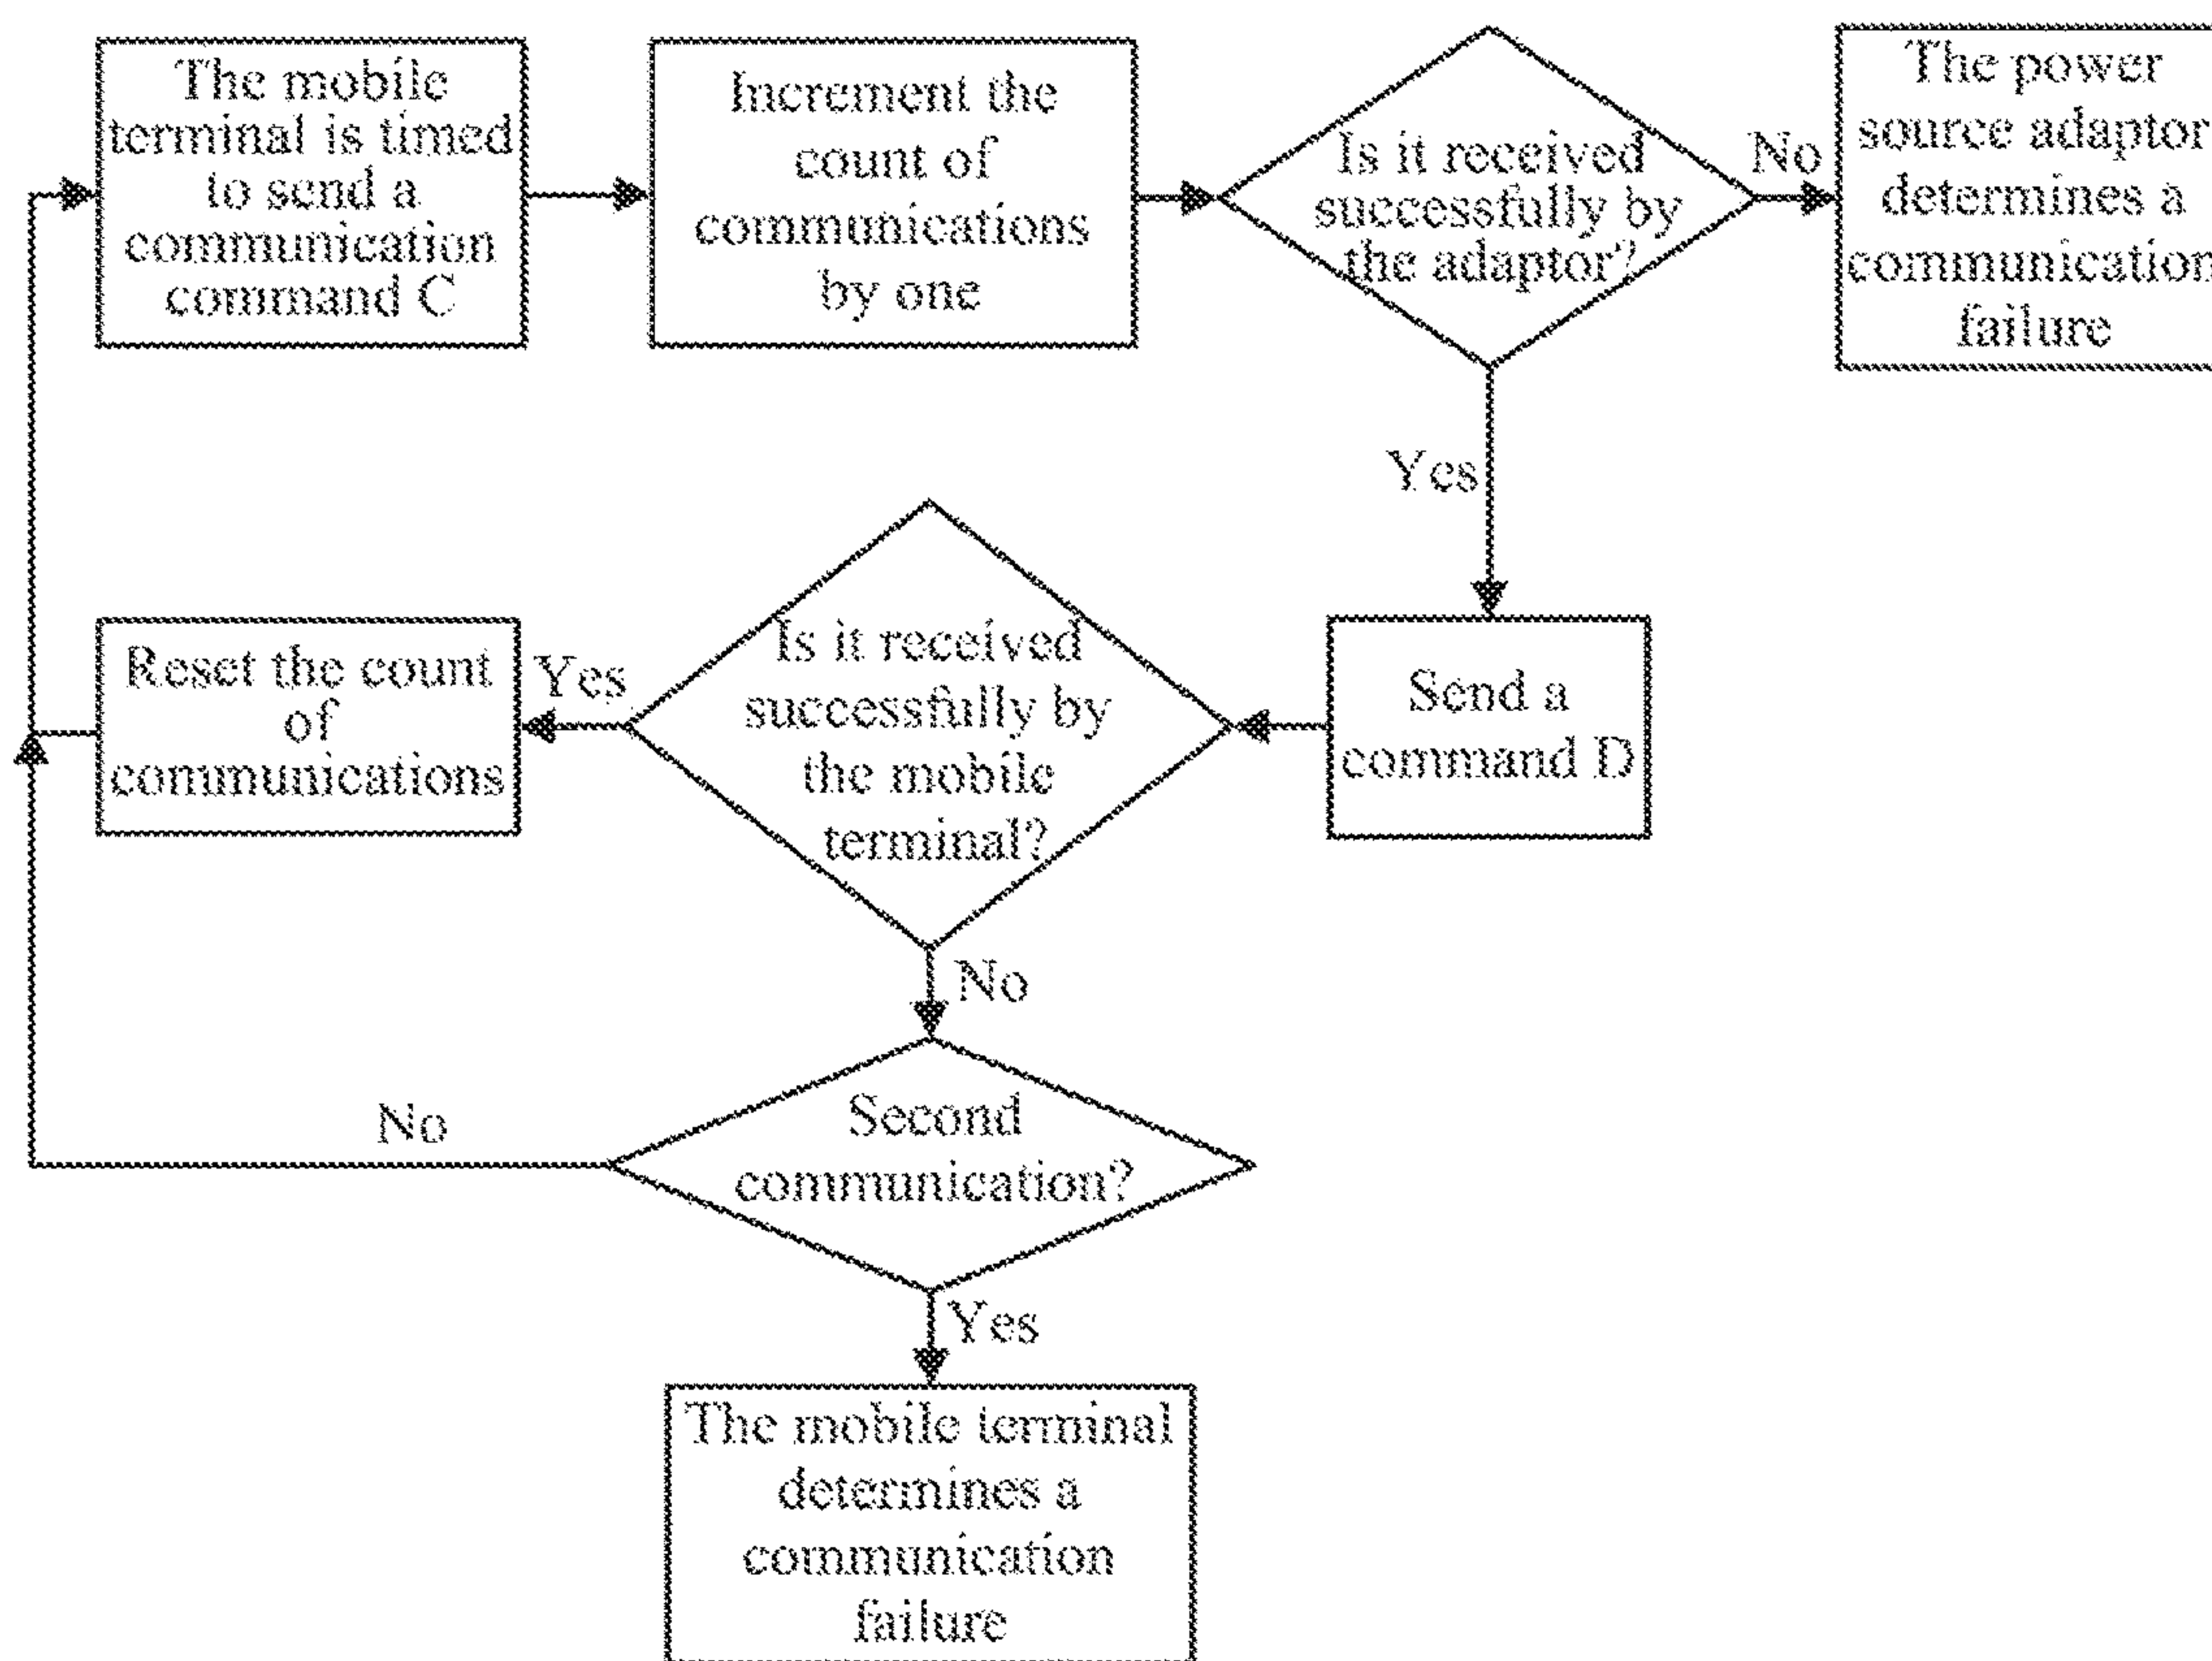 The mobile
terminal is timed
to send a
communication
command C
Increment the
count of
communications
by one
Is it received
successfully by
the adaptor?
No
The power
source adaptor
determines a
communication
failure
Yes
Send a
command D
Is it received
successfully by
the mobile
terminal?
Yes
Reset the count
of
communications
No
Second
communication?
No
Yes
The mobile terminal
determines a
communication
failure